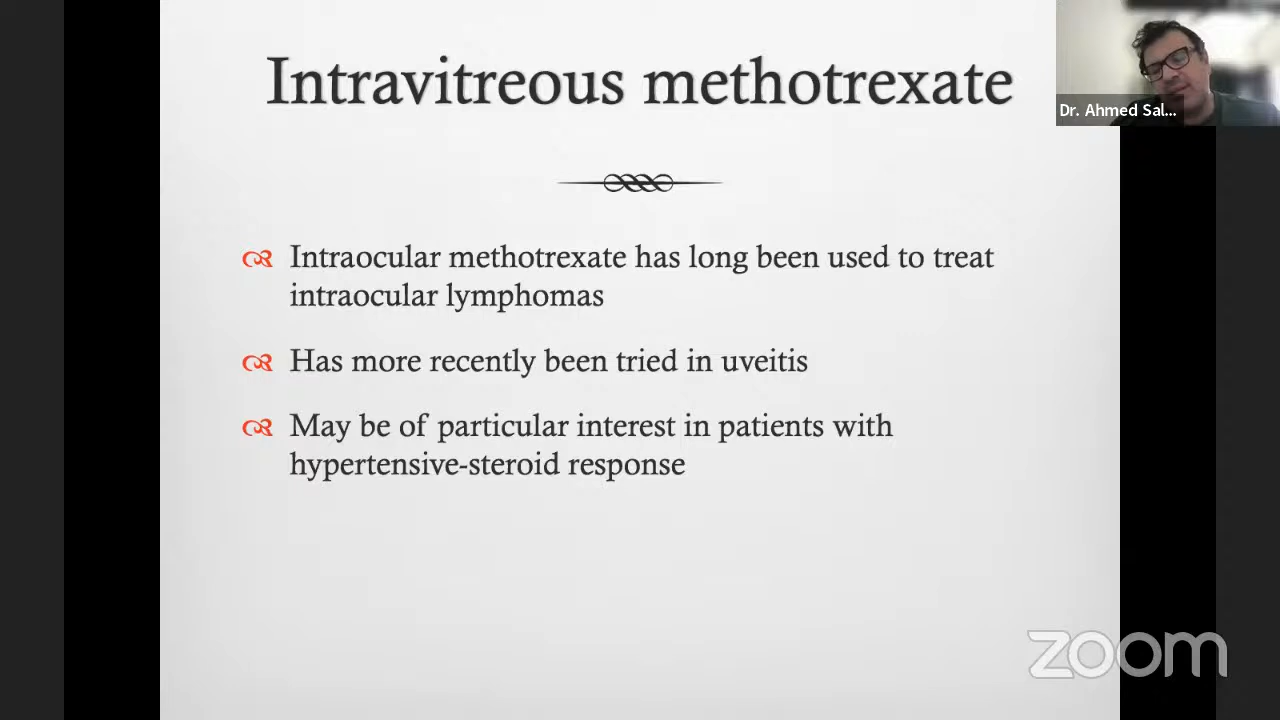 Intravitreous methotrexate
Dr. Ahmed Sal...
Intraocular methotrexate has long been used to treat
intraocular lymphomas
Has more recently been tried in uveitis
May be of particular interest in patients with
hypertensive-steroid response
zoom